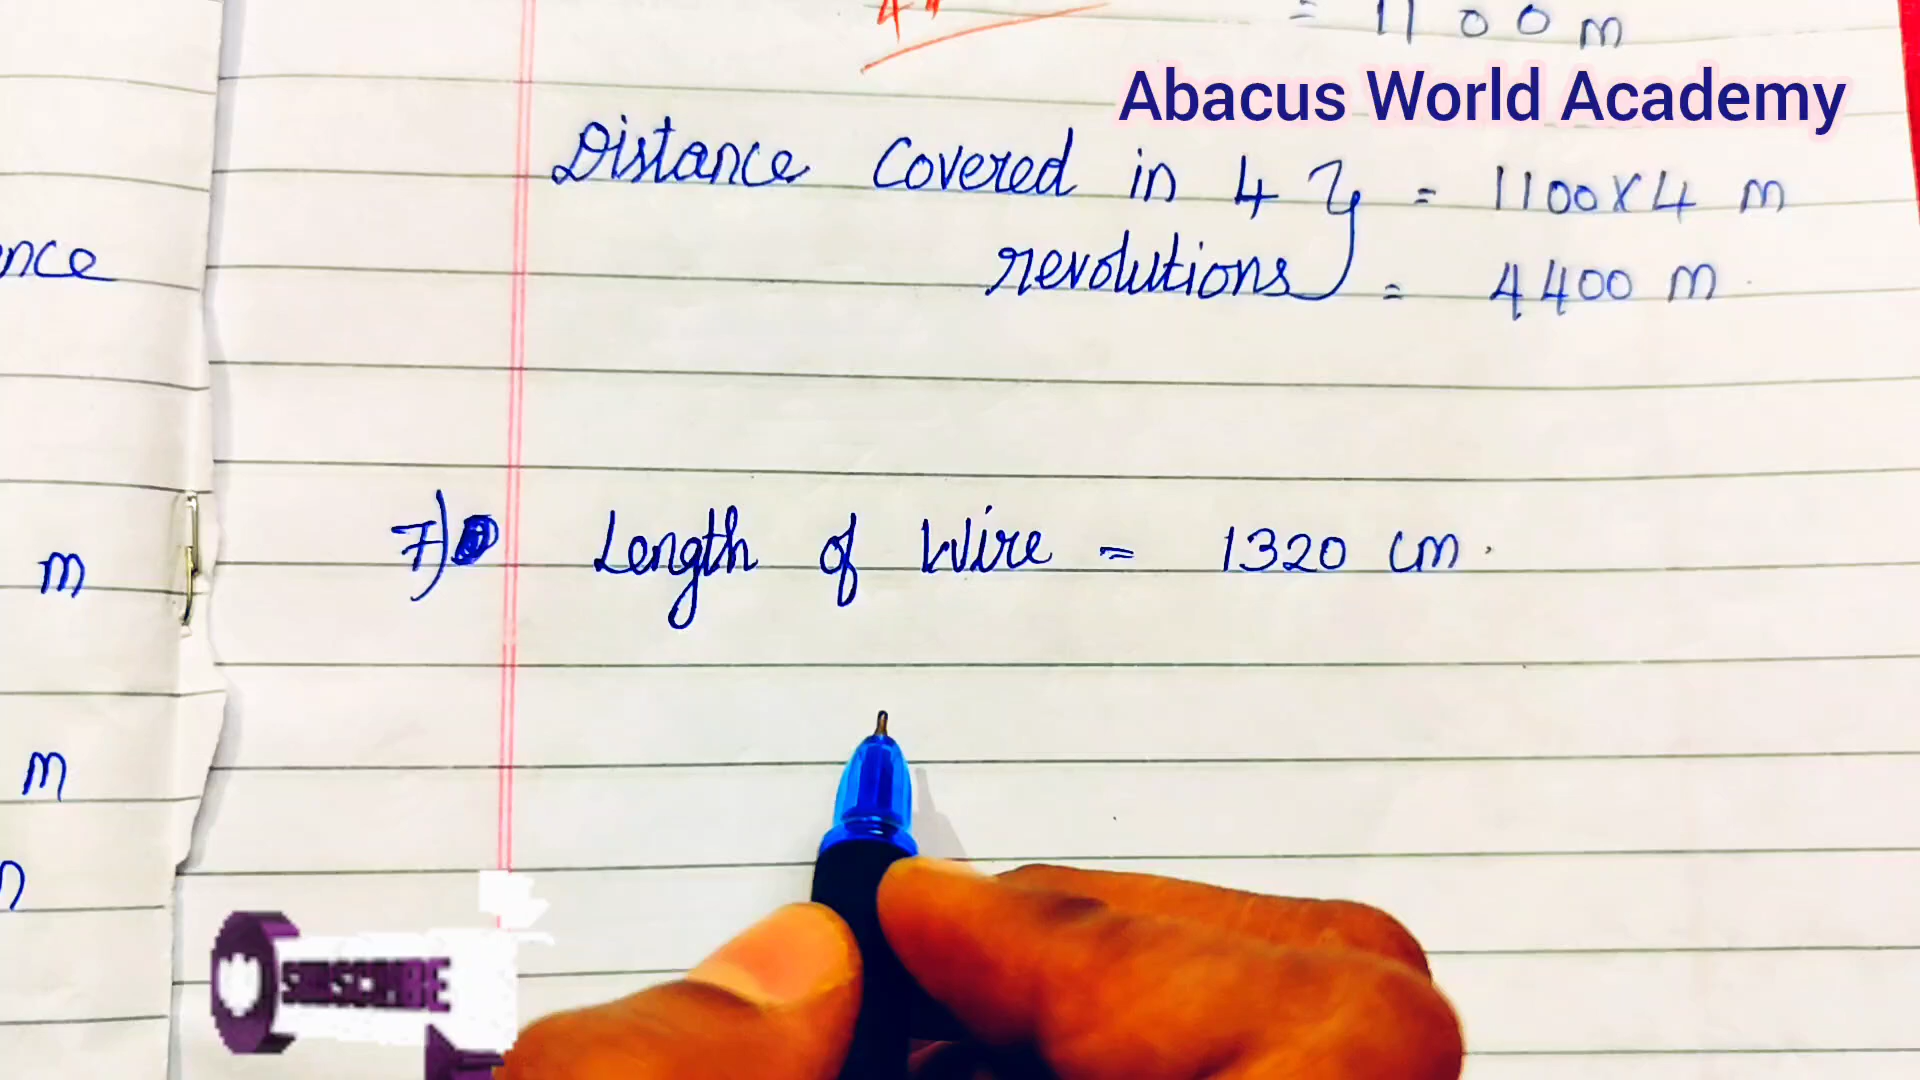 = 1100 m
Abacus World Academy
Distance covered in 4 } = 1100 X 4 m
revolutions = 4400 m.
nce
7) Length of Wire = 1320 cm.
m
m
SUBSCRIBE